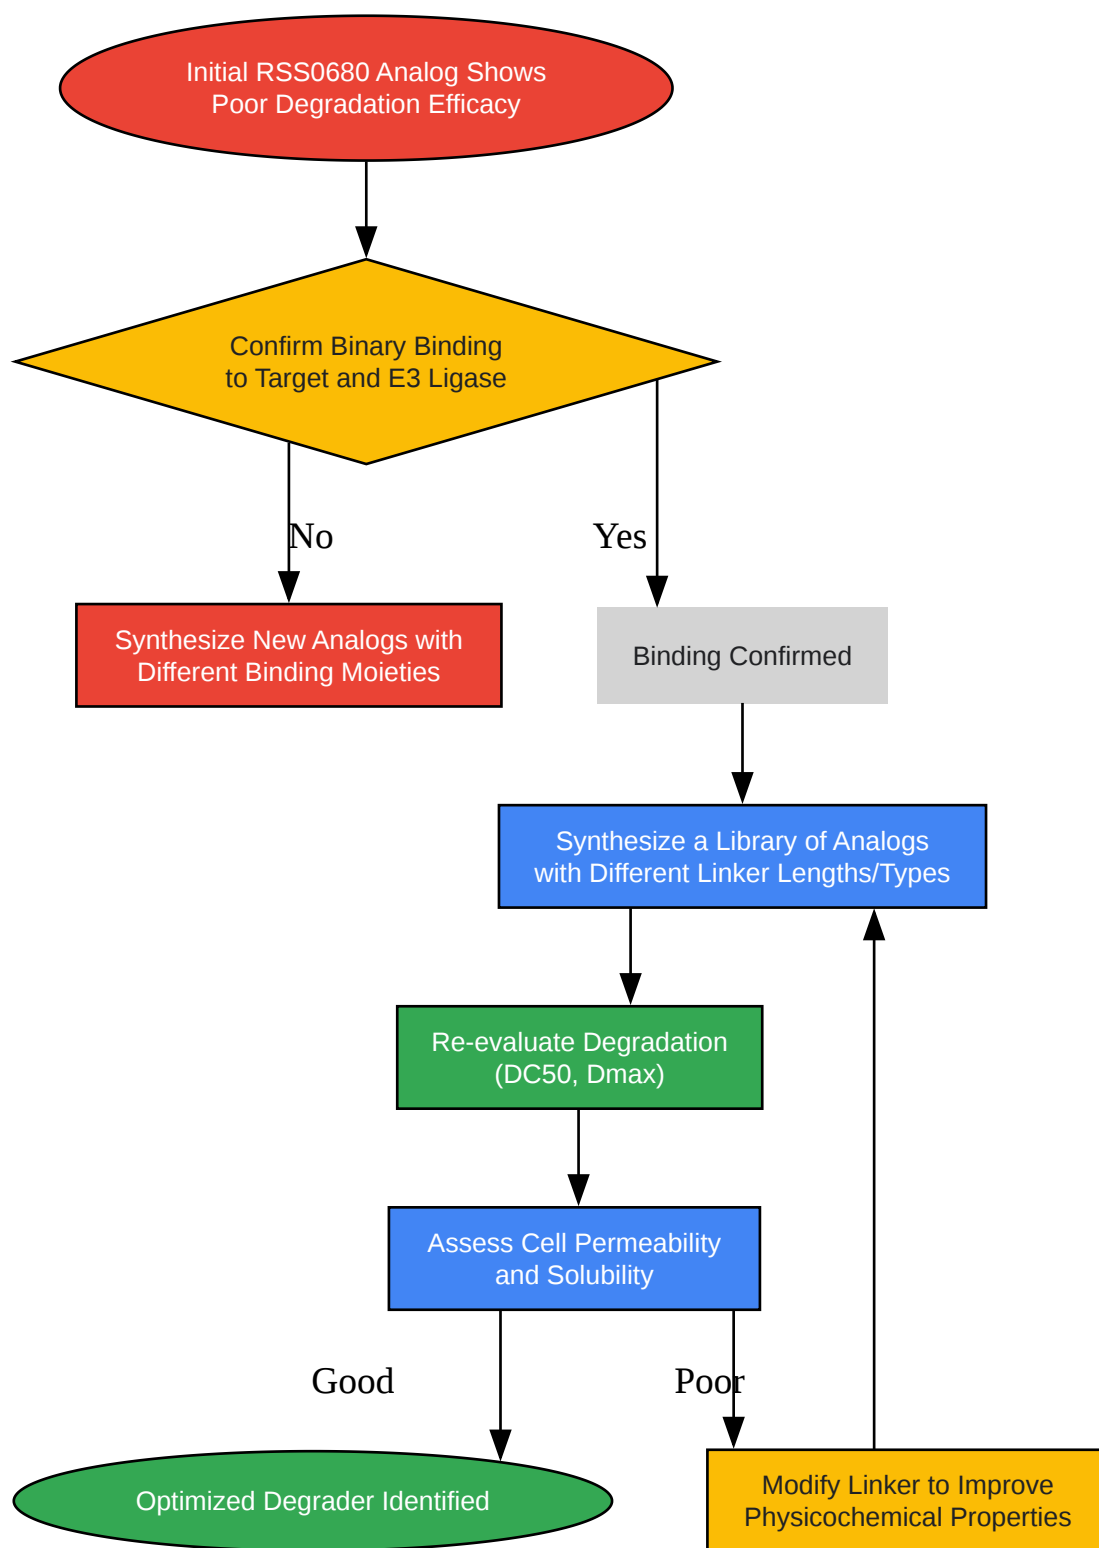 Initial RSS0680 Analog Shows
Poor Degradation Efficacy
Confirm Binary Binding
to Target and E3 Ligase
No
Yes
Synthesize New Analogs with
Different Binding Moieties
Binding Confirmed
Synthesize a Library of Analogs
with Different Linker Lengths/Types
Re-evaluate Degradation
(DC50, Dmax)
Assess Cell Permeability
and Solubility
Good
Poor
Optimized Degrader Identified
Modify Linker to Improve
Physicochemical Properties